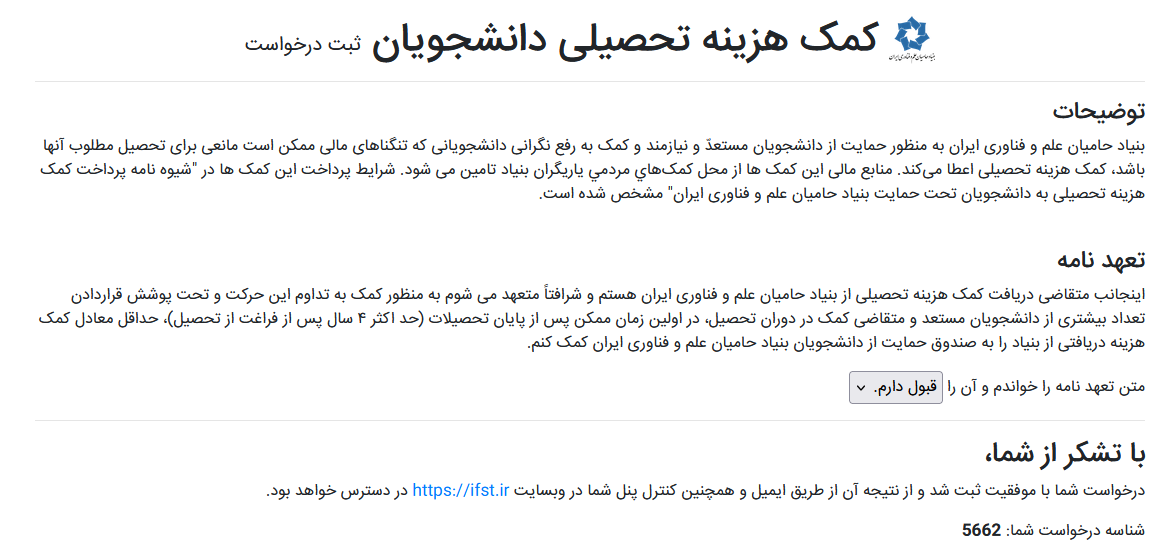 کمک هزینه تحصیلی دانشجویان ثبت درخواست
بنیاد حامیان علم و فناوری ایران
توضیحات
بنیاد حامیان علم و فناوری ایران به منظور حمایت از دانشجویان مستعدّ و نیازمند و کمک به رفع نگرانی دانشجویانی که تنگناهای مالی ممکن است مانعی برای تحصیل مطلوب آنها
باشد، کمک هزینه تحصیلی اعطا می‌کند. منابع مالی این کمک ها از محل کمک‌هاي مردمي یاریگران بنیاد تامین می شود. شرایط پرداخت این کمک ها در "شیوه نامه پرداخت کمک
هزینه تحصیلی به دانشجویان تحت حمایت بنیاد حامیان علم و فناوری ایران" مشخص شده است.
تعهد نامه
اینجانب متقاضی دریافت کمک هزینه تحصیلی از بنیاد حامیان علم و فناوری ایران هستم و شرافتاً متعهد می شوم به منظور کمک به تداوم این حرکت و تحت پوشش قراردادن
تعداد بیشتری از دانشجویان مستعد و متقاضی کمک در دوران تحصیل، در اولین زمان ممکن پس از پایان تحصیلات (حد اکثر ۴ سال پس از فراغت از تحصیل)، حداقل معادل کمک
هزینه دریافتی از بنیاد را به صندوق حمایت از دانشجویان بنیاد حامیان علم و فناوری ایران کمک کنم.
متن تعهد نامه را خواندم و آن را قبول دارم.
با تشکر از شما،
درخواست شما با موفقیت ثبت شد و از نتیجه آن از طریق ایمیل و همچنین کنترل پنل شما در وبسایت https://ifst.ir در دسترس خواهد بود.
شناسه درخواست شما: 5662